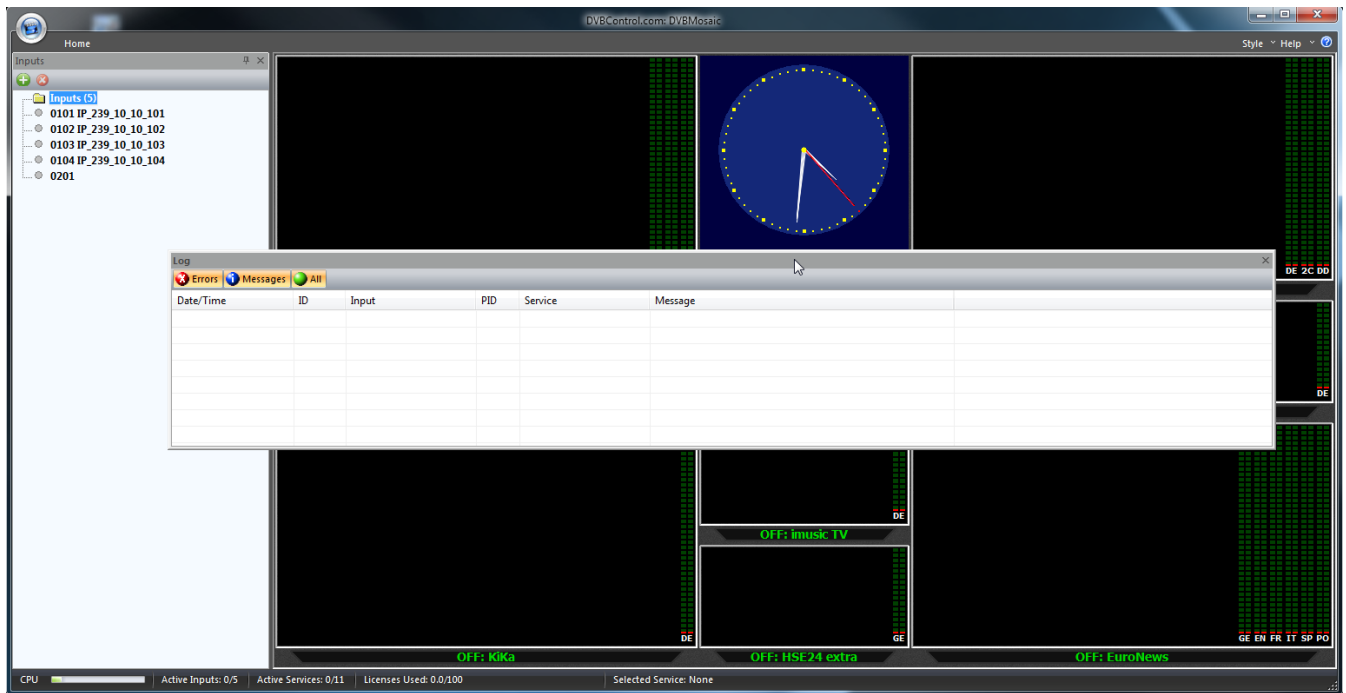 DVBControl.com: DVBMosaic
Home
Style Help
Inputs
Inputs (5)
0101 IP_239_10_10_101
0102 IP_239_10_10_102
0103 IP_239_10_10_103
0104 IP_239_10_10_104
0201
DE 2C DD
Log
Errors Messages All
Date/Time ID Input PID Service Message
DE
DE
OFF: imusic TV
DE
GE
GE EN FR IT SP PO
OFF: KiKa
OFF: HSE24 extra
OFF: EuroNews
CPU Active Inputs: 0/5 Active Services: 0/11 Licenses Used: 0.0/100 Selected Service: None